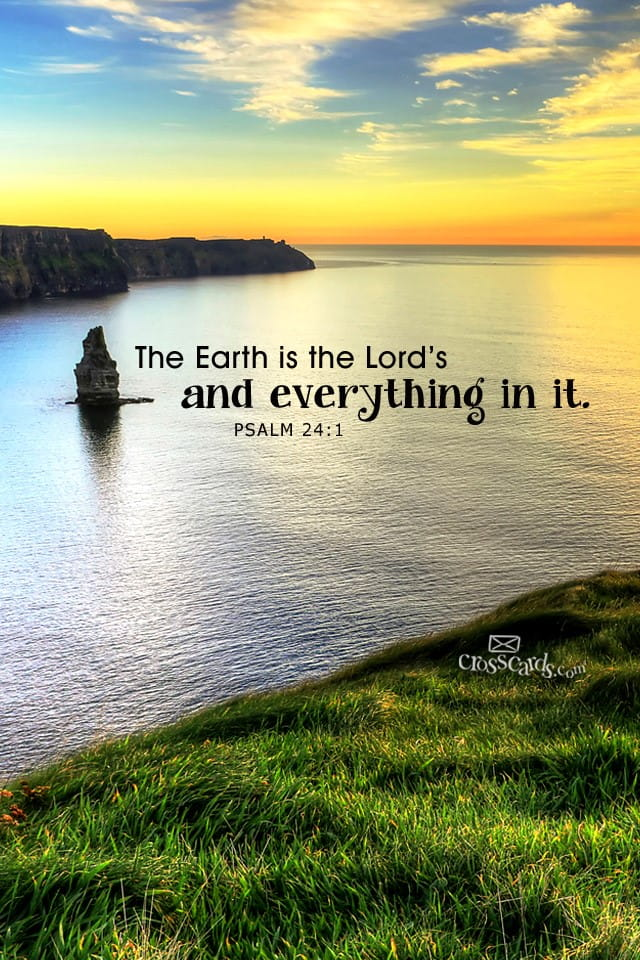 The Earth is the Lord's
and everything in it.
PSALM 24:1
crosscards.com